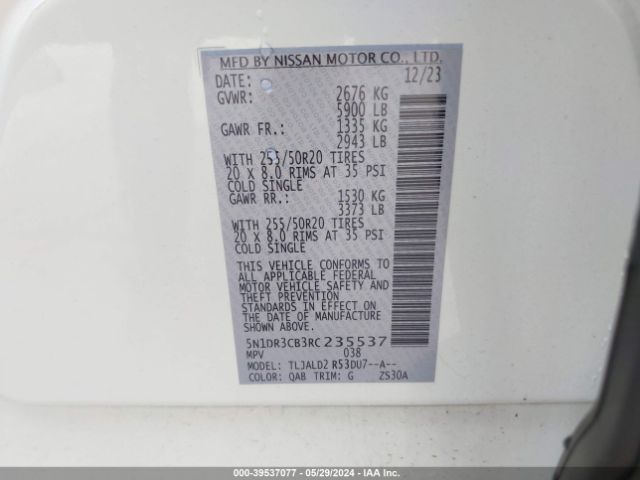 MFD BY NISSAN MOTOR CO., LTD.
DATE: 12/23
GVWR: 2676 KG
5900 LB
GAWR FR.: 1335 KG
2943 LB
WITH 255/50R20 TIRES
20 X 8.0 RIMS AT 35 PSI
COLD SINGLE
GAWR RR.: 1530 KG
3373 LB
WITH 255/50R20 TIRES
20 X 8.0 RIMS AT 35 PSI
COLD SINGLE
THIS VEHICLE CONFORMS TO
ALL APPLICABLE FEDERAL
MOTOR VEHICLE SAFETY AND
THEFT PREVENTION
STANDARDS IN EFFECT ON
THE DATE OF MANUFACTURE
SHOWN ABOVE.
5N1DR3CB3RC235537
MPV 038
MODEL: TLJALD2 R53DU7--A--
COLOR: QAB TRIM: G ZS30A
000-39537077 - 05/29/2024 - IAA Inc.